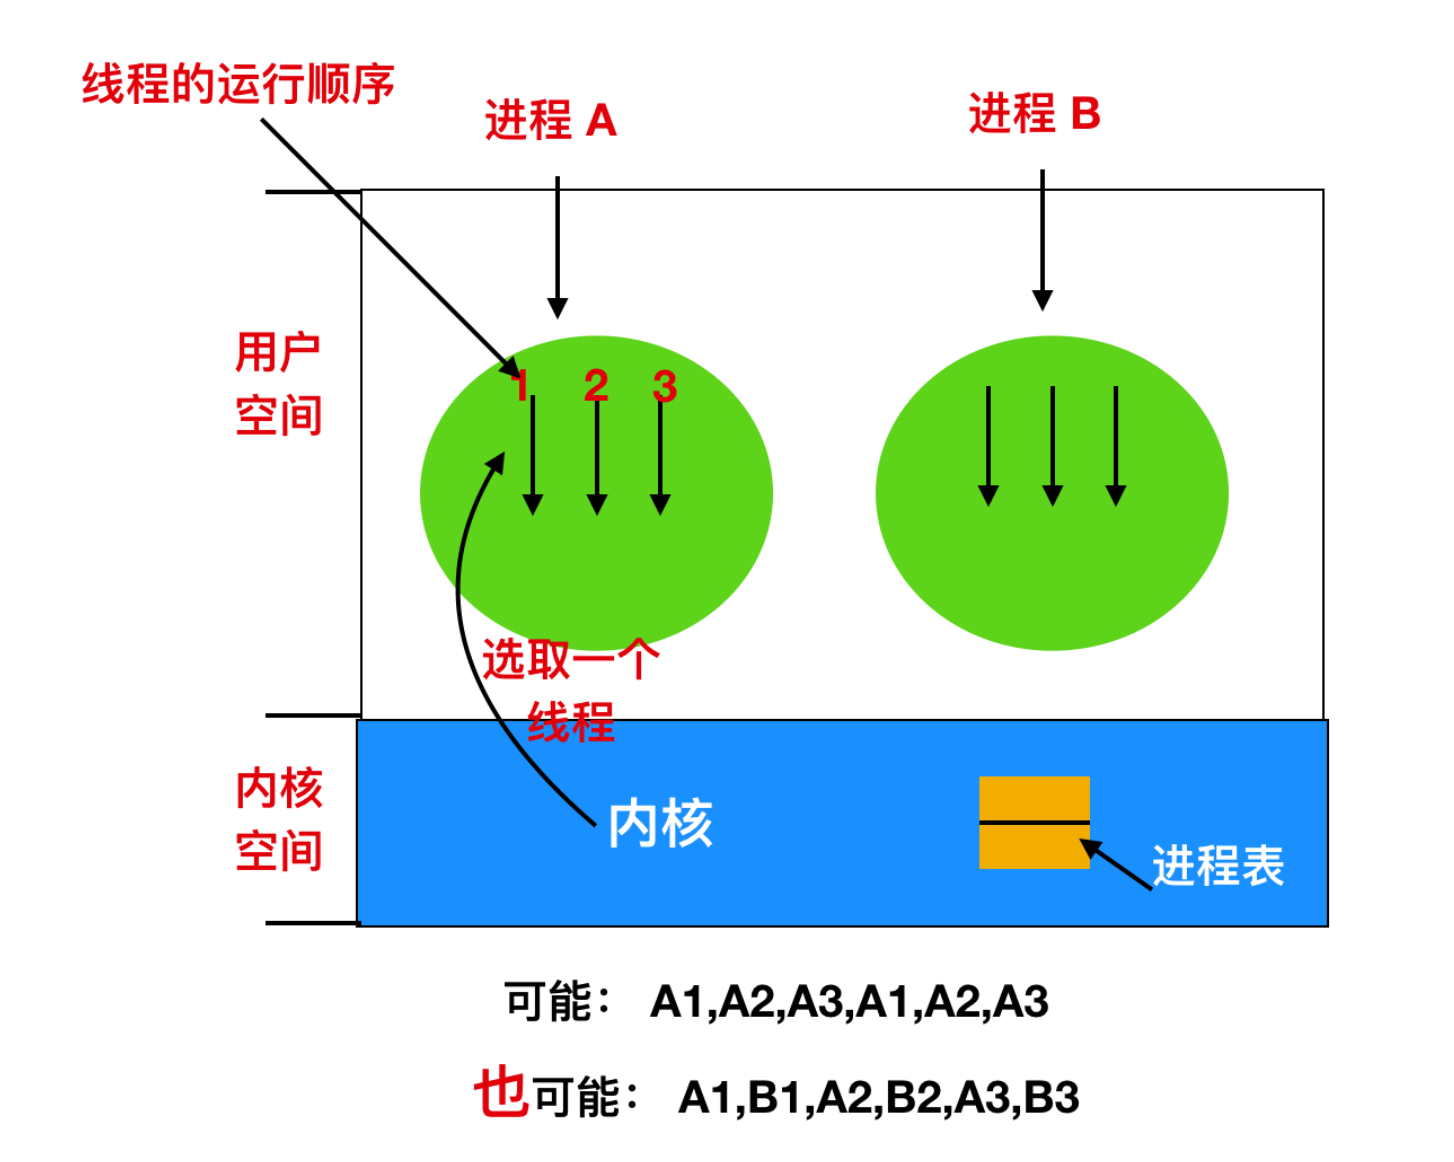 线程的运行顺序
进程 A
进程 B
1 2 3
用户
空间
选取一个
线程
内核
空间
内核
进程表
可能： A1,A2,A3,A1,A2,A3
也可能： A1,B1,A2,B2,A3,B3